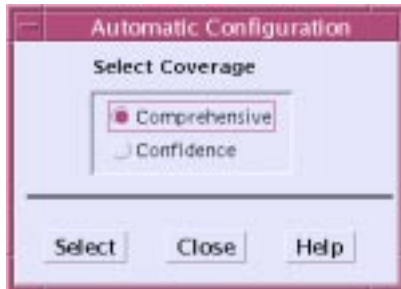 Automatic Configuration
Select Coverage
Comprehensive
Confidence
Select Close Help